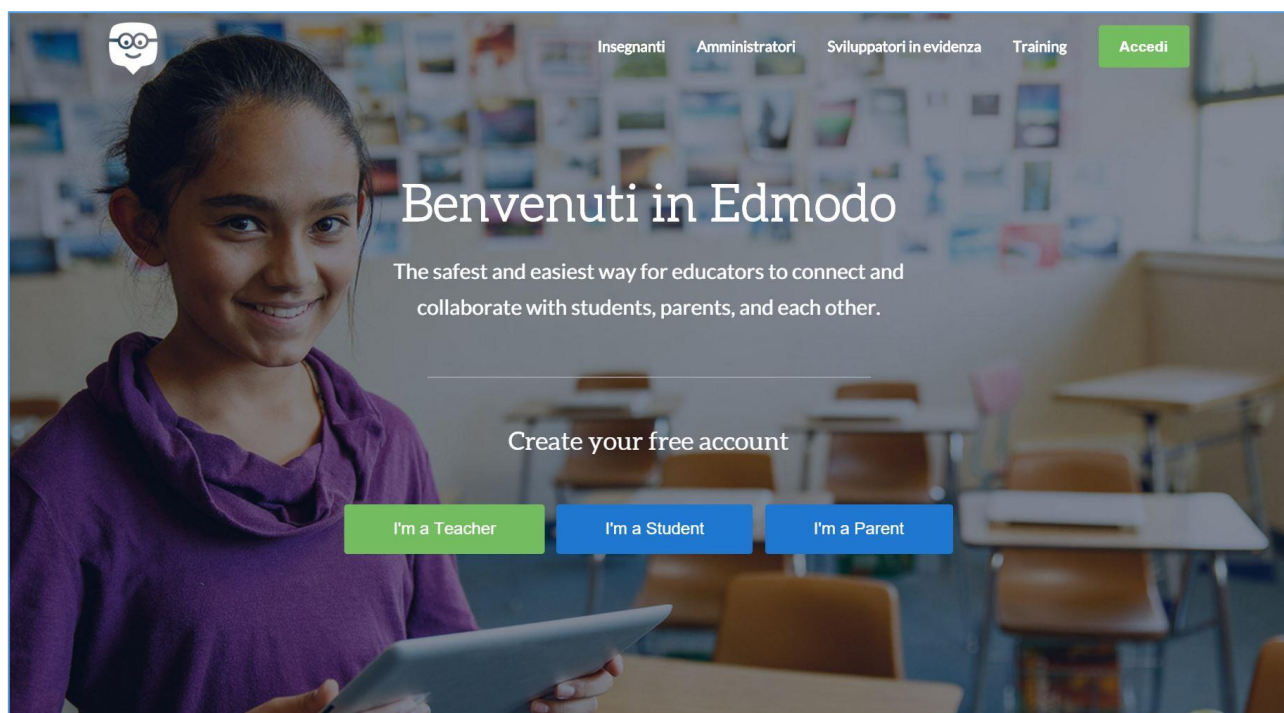 Insegnanti Amministratori Sviluppatori in evidenza Training Accedi
Benvenuti in Edmodo
The safest and easiest way for educators to connect and
collaborate with students, parents, and each other.
Create your free account
I'm a Teacher I'm a Student I'm a Parent